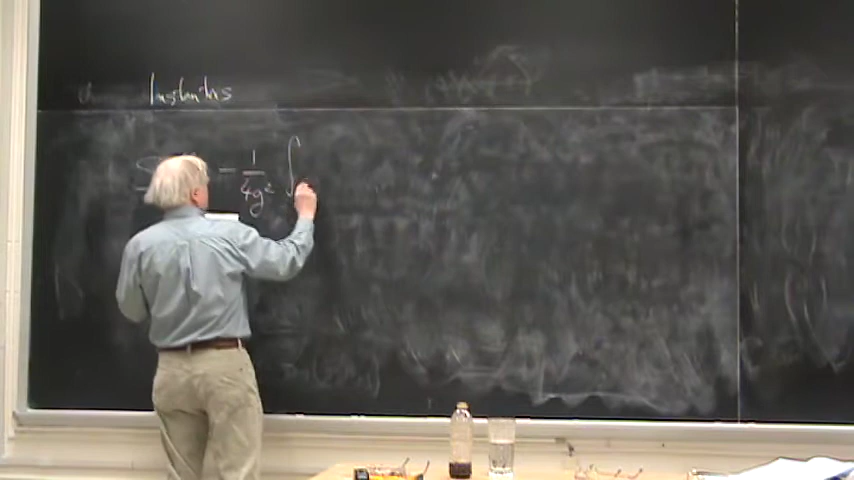 Instantons
S = 1/4g² ∫